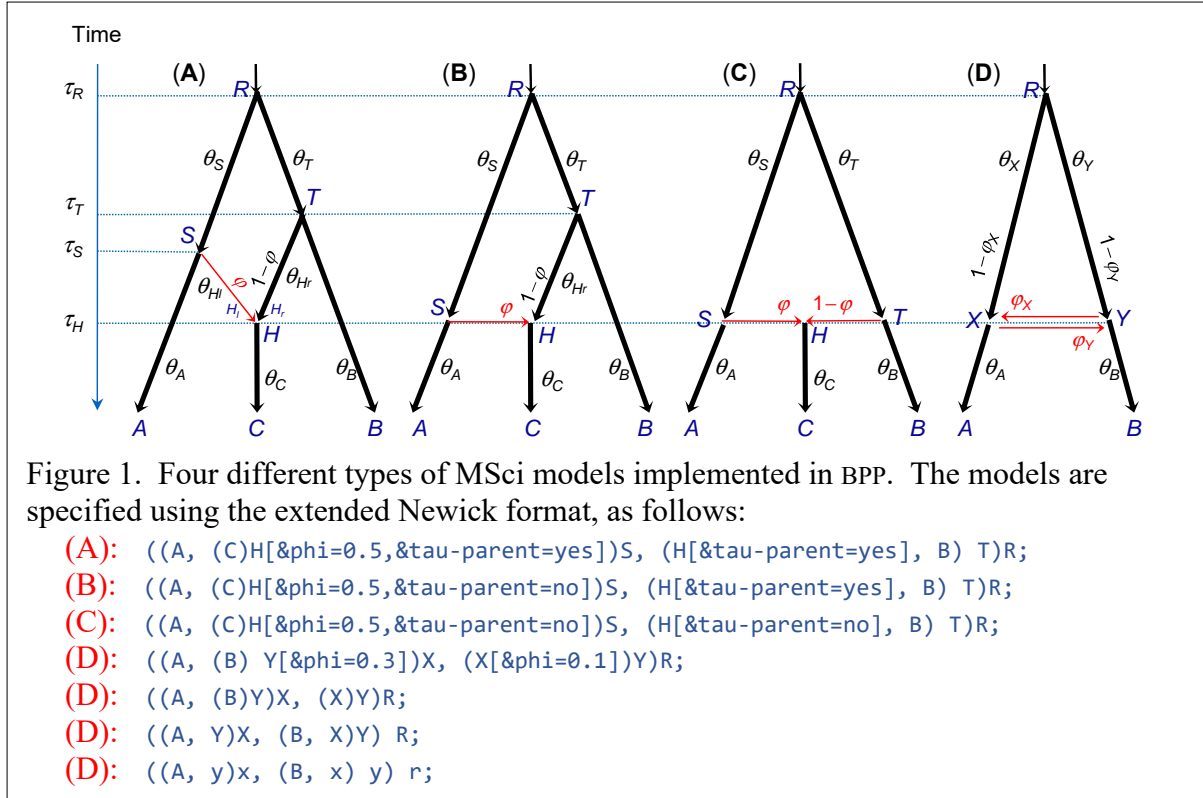 Time
(A) (B) (C) (D)
τR R R R R
θS θT θS θT θS θT θX θY
τT T T
τS S
θHl φ 1−φ θHr 1−φ θHr 1−φX 1−φY
Hl Hr S φ φ 1−φ φX
τH H H S H T X Y
φY
θA θC θB θA θC θB θA θC θB θA θB
A C B A C B A C B A B
Figure 1. Four different types of MSci models implemented in BPP. The models are
specified using the extended Newick format, as follows:
(A): ((A, (C)H[&phi=0.5,&tau-parent=yes])S, (H[&tau-parent=yes], B) T)R;
(B): ((A, (C)H[&phi=0.5,&tau-parent=no])S, (H[&tau-parent=yes], B) T)R;
(C): ((A, (C)H[&phi=0.5,&tau-parent=no])S, (H[&tau-parent=no], B) T)R;
(D): ((A, (B) Y[&phi=0.3])X, (X[&phi=0.1])Y)R;
(D): ((A, (B)Y)X, (X)Y)R;
(D): ((A, Y)X, (B, X)Y) R;
(D): ((A, y)x, (B, x) y) r;